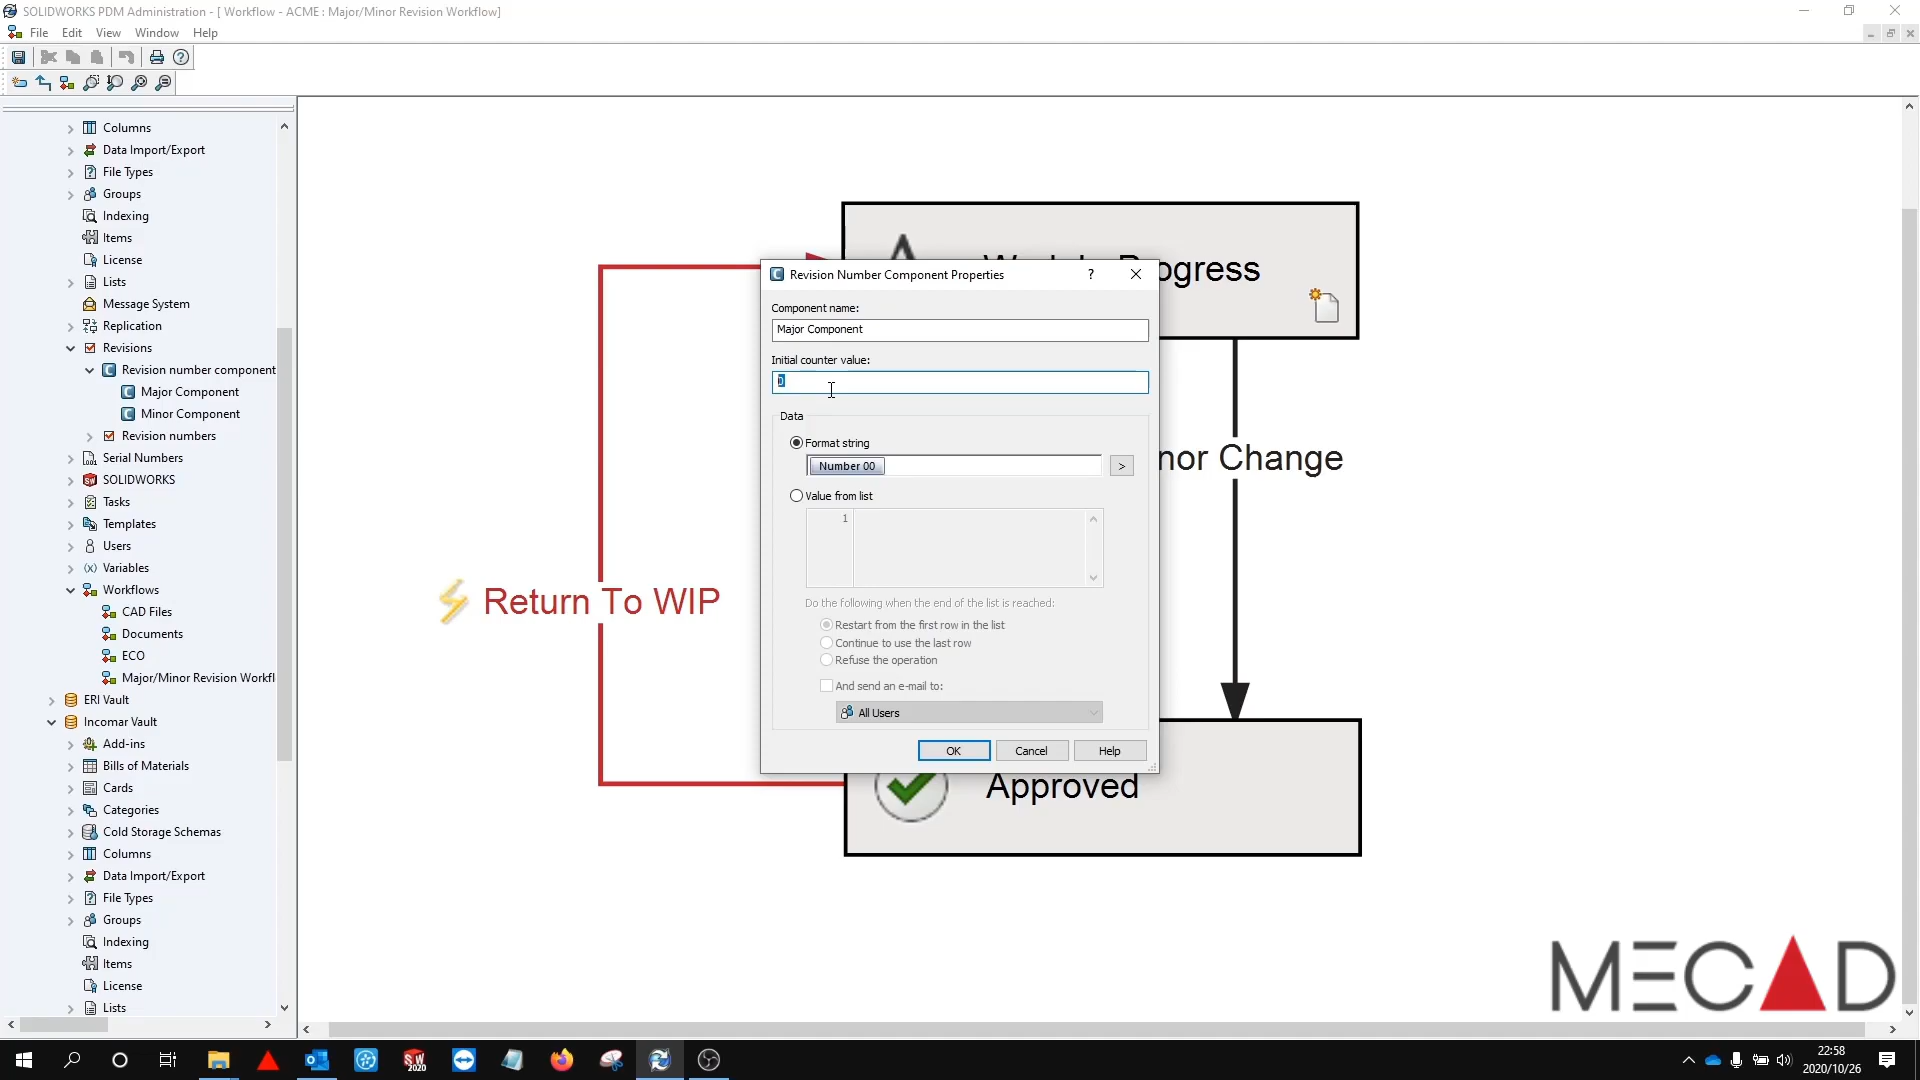 SOLIDWORKS PDM Administration - [ Workflow - ACME : Major/Minor Revision Workflow]
File Edit View Window Help
Columns
Data Import/Export
File Types
Groups
Indexing
Items
License
Lists
Message System
Replication
Revisions
Revision number component
Major Component
Minor Component
Revision numbers
Serial Numbers
SOLIDWORKS
Tasks
Templates
Users
Variables
Workflows
CAD Files
Documents
ECO
Major/Minor Revision Workfl
ERI Vault
Incomar Vault
Add-ins
Bills of Materials
Cards
Categories
Cold Storage Schemas
Columns
Data Import/Export
File Types
Groups
Indexing
Items
License
Lists
ogress
Revision Number Component Properties
Component name:
Major Component
Initial counter value:
0
Data
Format string
Number 00
>
Value from list
1
Do the following when the end of the list is reached:
Restart from the first row in the list
Continue to use the last row
Refuse the operation
And send an e-mail to:
All Users
OK Cancel Help
nor Change
Return To WIP
Approved
MECAD
22:58
2020/10/26